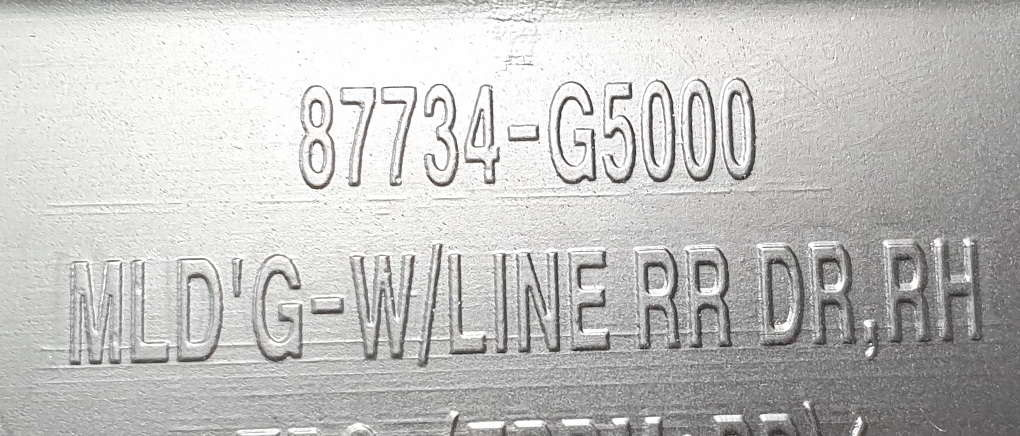 87734-G5000
MLD'G-W/LINE RR DR,RH